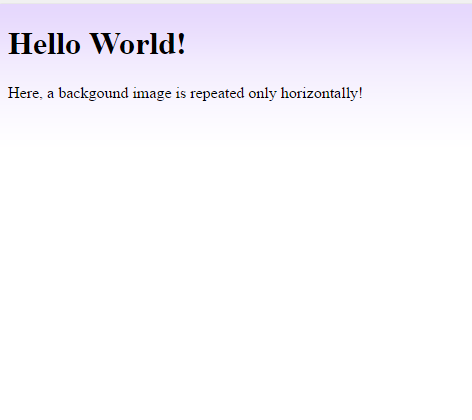 Hello World!
Here, a backgound image is repeated only horizontally!